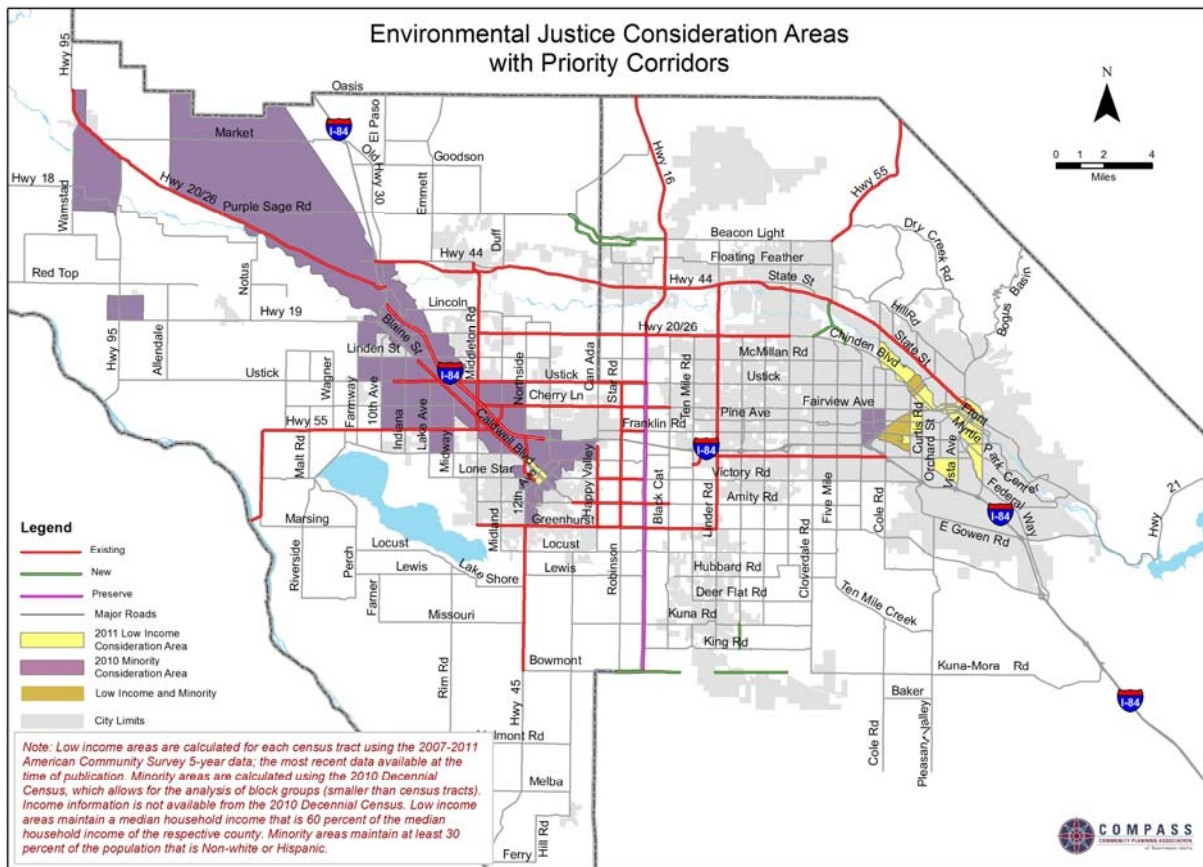 Environmental Justice Consideration Areas
with Priority Corridors
N
0 1 2 4
Miles
Hwy 95
Oasis
Market
I-84
El Paso
Old Hwy 30
Goodson
Emmett
Hwy 16
Hwy 55
Hwy 18
Wamstad
Hwy 20/26
Purple Sage Rd
Duff
Beacon Light
Dry Creek Rd
Bogus Basin
Red Top
Notus
Hwy 44
Floating Feather
Hwy 44
State St
Hill Rd
State St
Lincoln
Hwy 19
Hwy 20/26
Chinden Blvd
Hwy 95
Allendale
Blaine St
Middleton Rd
Linden St
I-84
Northside
Can Ada
Star Rd
Ten Mile Rd
McMillan Rd
Ustick
Wagner
Farmway
10th Ave
Ustick
Ustick
Cherry Ln
Fairview Ave
Indiana
Lake Ave
Midway
Caldwell Blvd
Franklin Rd
Pine Ave
Curtis Rd
Orchard St
Vista Ave
Front
Myrtle
Park Center
Hwy 55
Malt Rd
Lone Star
12th Ave
Happy Valley
Black Cat
I-84
Linder Rd
Victory Rd
Amity Rd
Five Mile
Cole Rd
Federal Way
I-84
Hwy 21
Legend
Marsing
Midland
Greenhurst
E Gowen Rd
Existing
New
Preserve
Major Roads
2011 Low Income
Consideration Area
2010 Minority
Consideration Area
Low Income and Minority
City Limits
Riverside
Perch
Locust
Lewis
Lake Shore
Locust
Lewis
Robinson
Hubbard Rd
Deer Flat Rd
Cloverdale Rd
Farner
Missouri
Kuna Rd
Ten Mile Creek
King Rd
Rim Rd
Bowmont
Kuna-Mora Rd
Hwy 45
Baker
Cole Rd
Pleasant Valley
I-84
lmont Rd
Melba
Hill Rd
Ferry
Note: Low income areas are calculated for each census tract using the 2007-2011
American Community Survey 5-year data; the most recent data available at the
time of publication. Minority areas are calculated using the 2010 Decennial
Census, which allows for the analysis of block groups (smaller than census tracts).
Income information is not available from the 2010 Decennial Census. Low income
areas maintain a median household income that is 60 percent of the median
household income of the respective county. Minority areas maintain at least 30
percent of the population that is Non-white or Hispanic.
COMPASS
COMMUNITY PLANNING ASSOCIATION
of Southwest Idaho